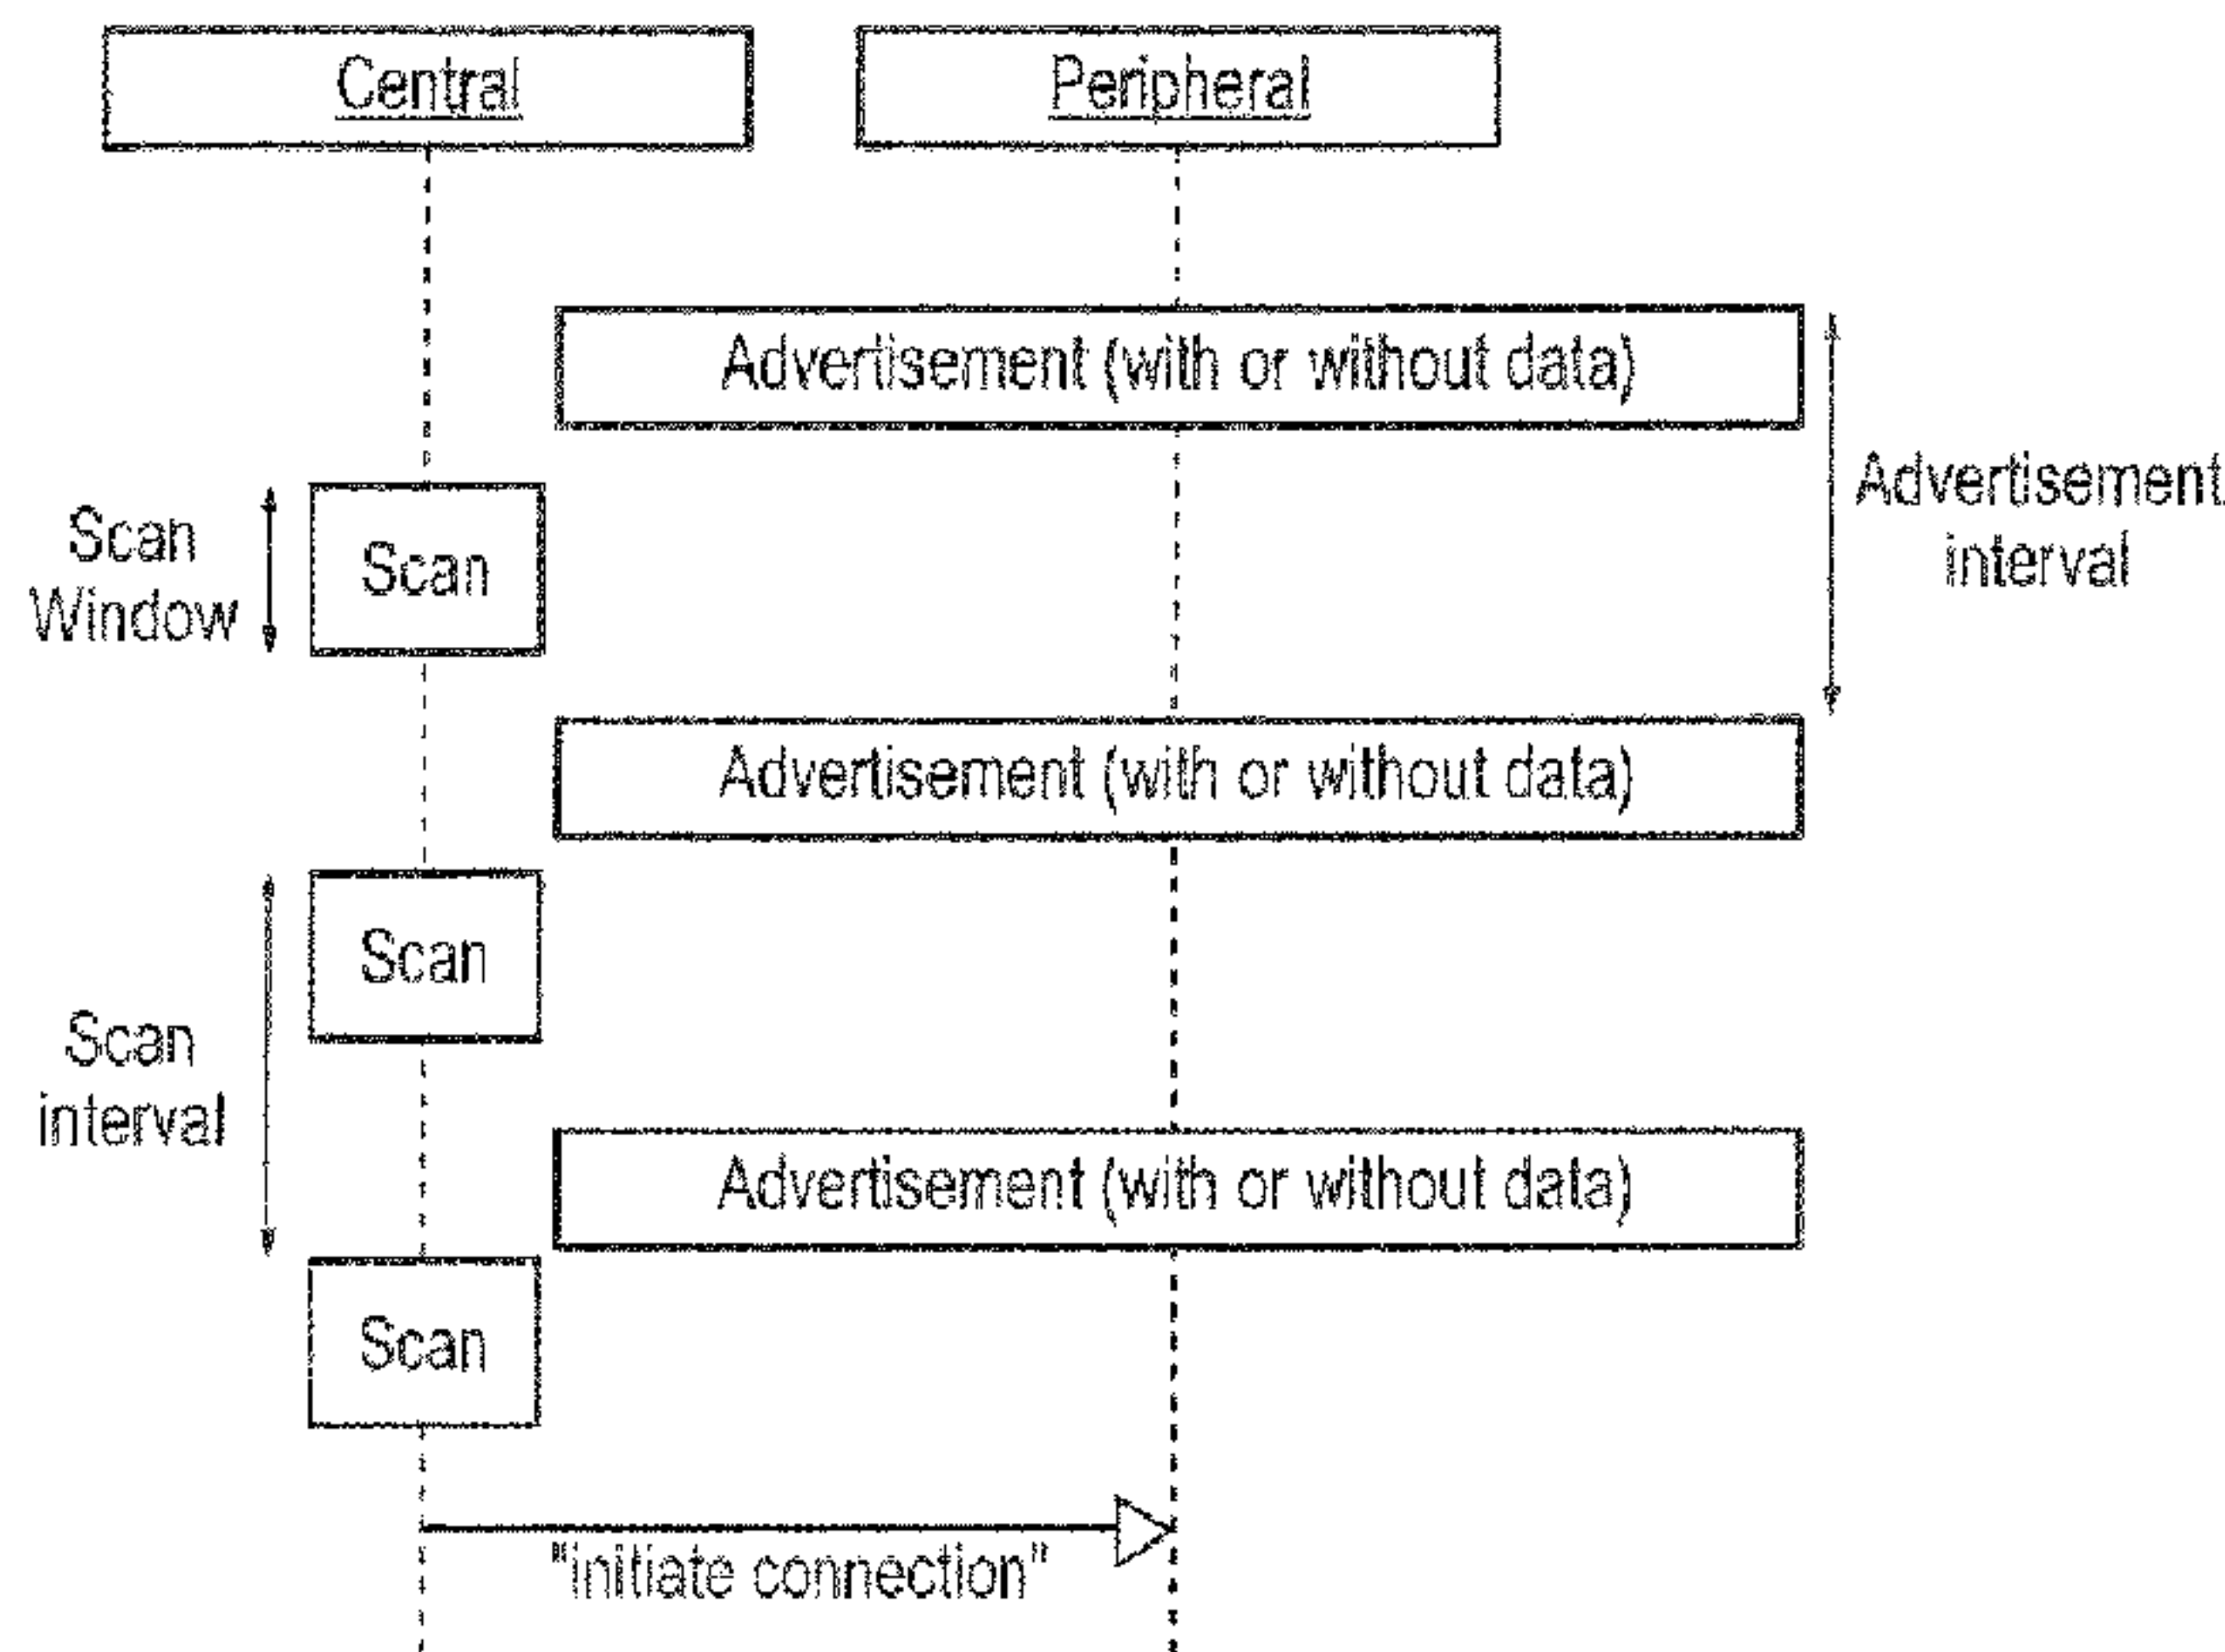 Central
Peripheral
Advertisement (with or without data)
Advertisement
interval
Scan
Window
Scan
Advertisement (with or without data)
Scan
Scan
interval
Advertisement (with or without data)
Scan
"initiate connection"